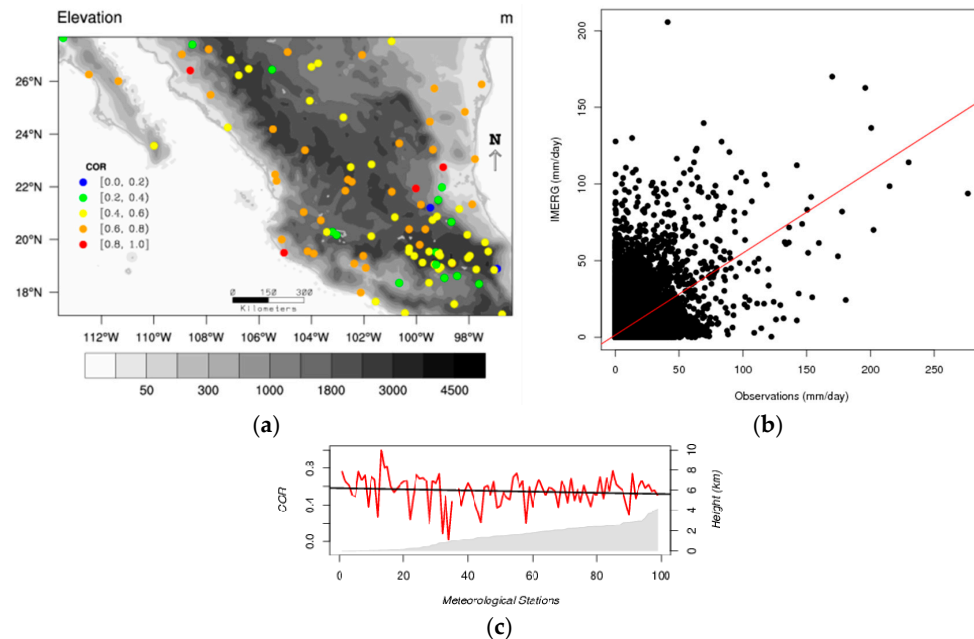 Elevation m
26°N
24°N
22°N
20°N
18°N
N
COR
[0.0, 0.2)
[0.2, 0.4)
[0.4, 0.6)
[0.6, 0.8)
[0.8, 1.0]
0 150 300
Kilometers
112°W 110°W 108°W 106°W 104°W 102°W 100°W 98°W
50 300 1000 1800 3000 4500
(a)
200
150
100
50
0
IMERG (mm/day)
0 50 100 150 200 250
Observations (mm/day)
(b)
0.8
0.4
0.0
COR
10
8
6
4
2
0
Height (km)
0 20 40 60 80 100
Meteorological Stations
(c)